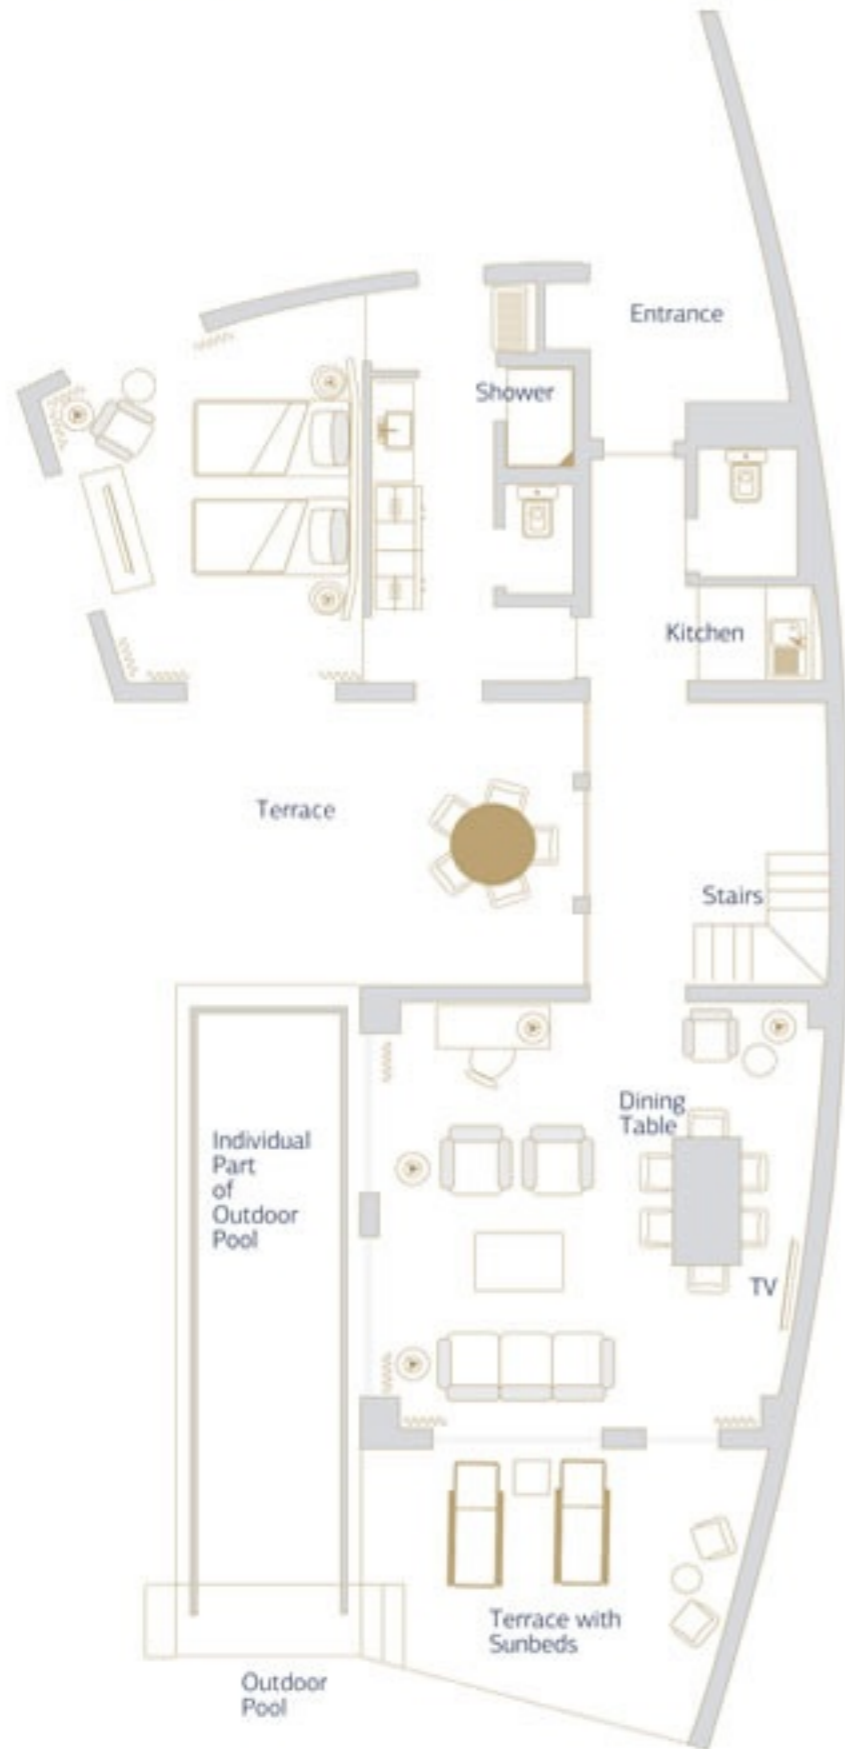 Entrance
Shower
Kitchen
Terrace
Stairs
Dining
Table
Individual
Part
of
Outdoor
Pool
TV
Terrace with
Sunbeds
Outdoor
Pool